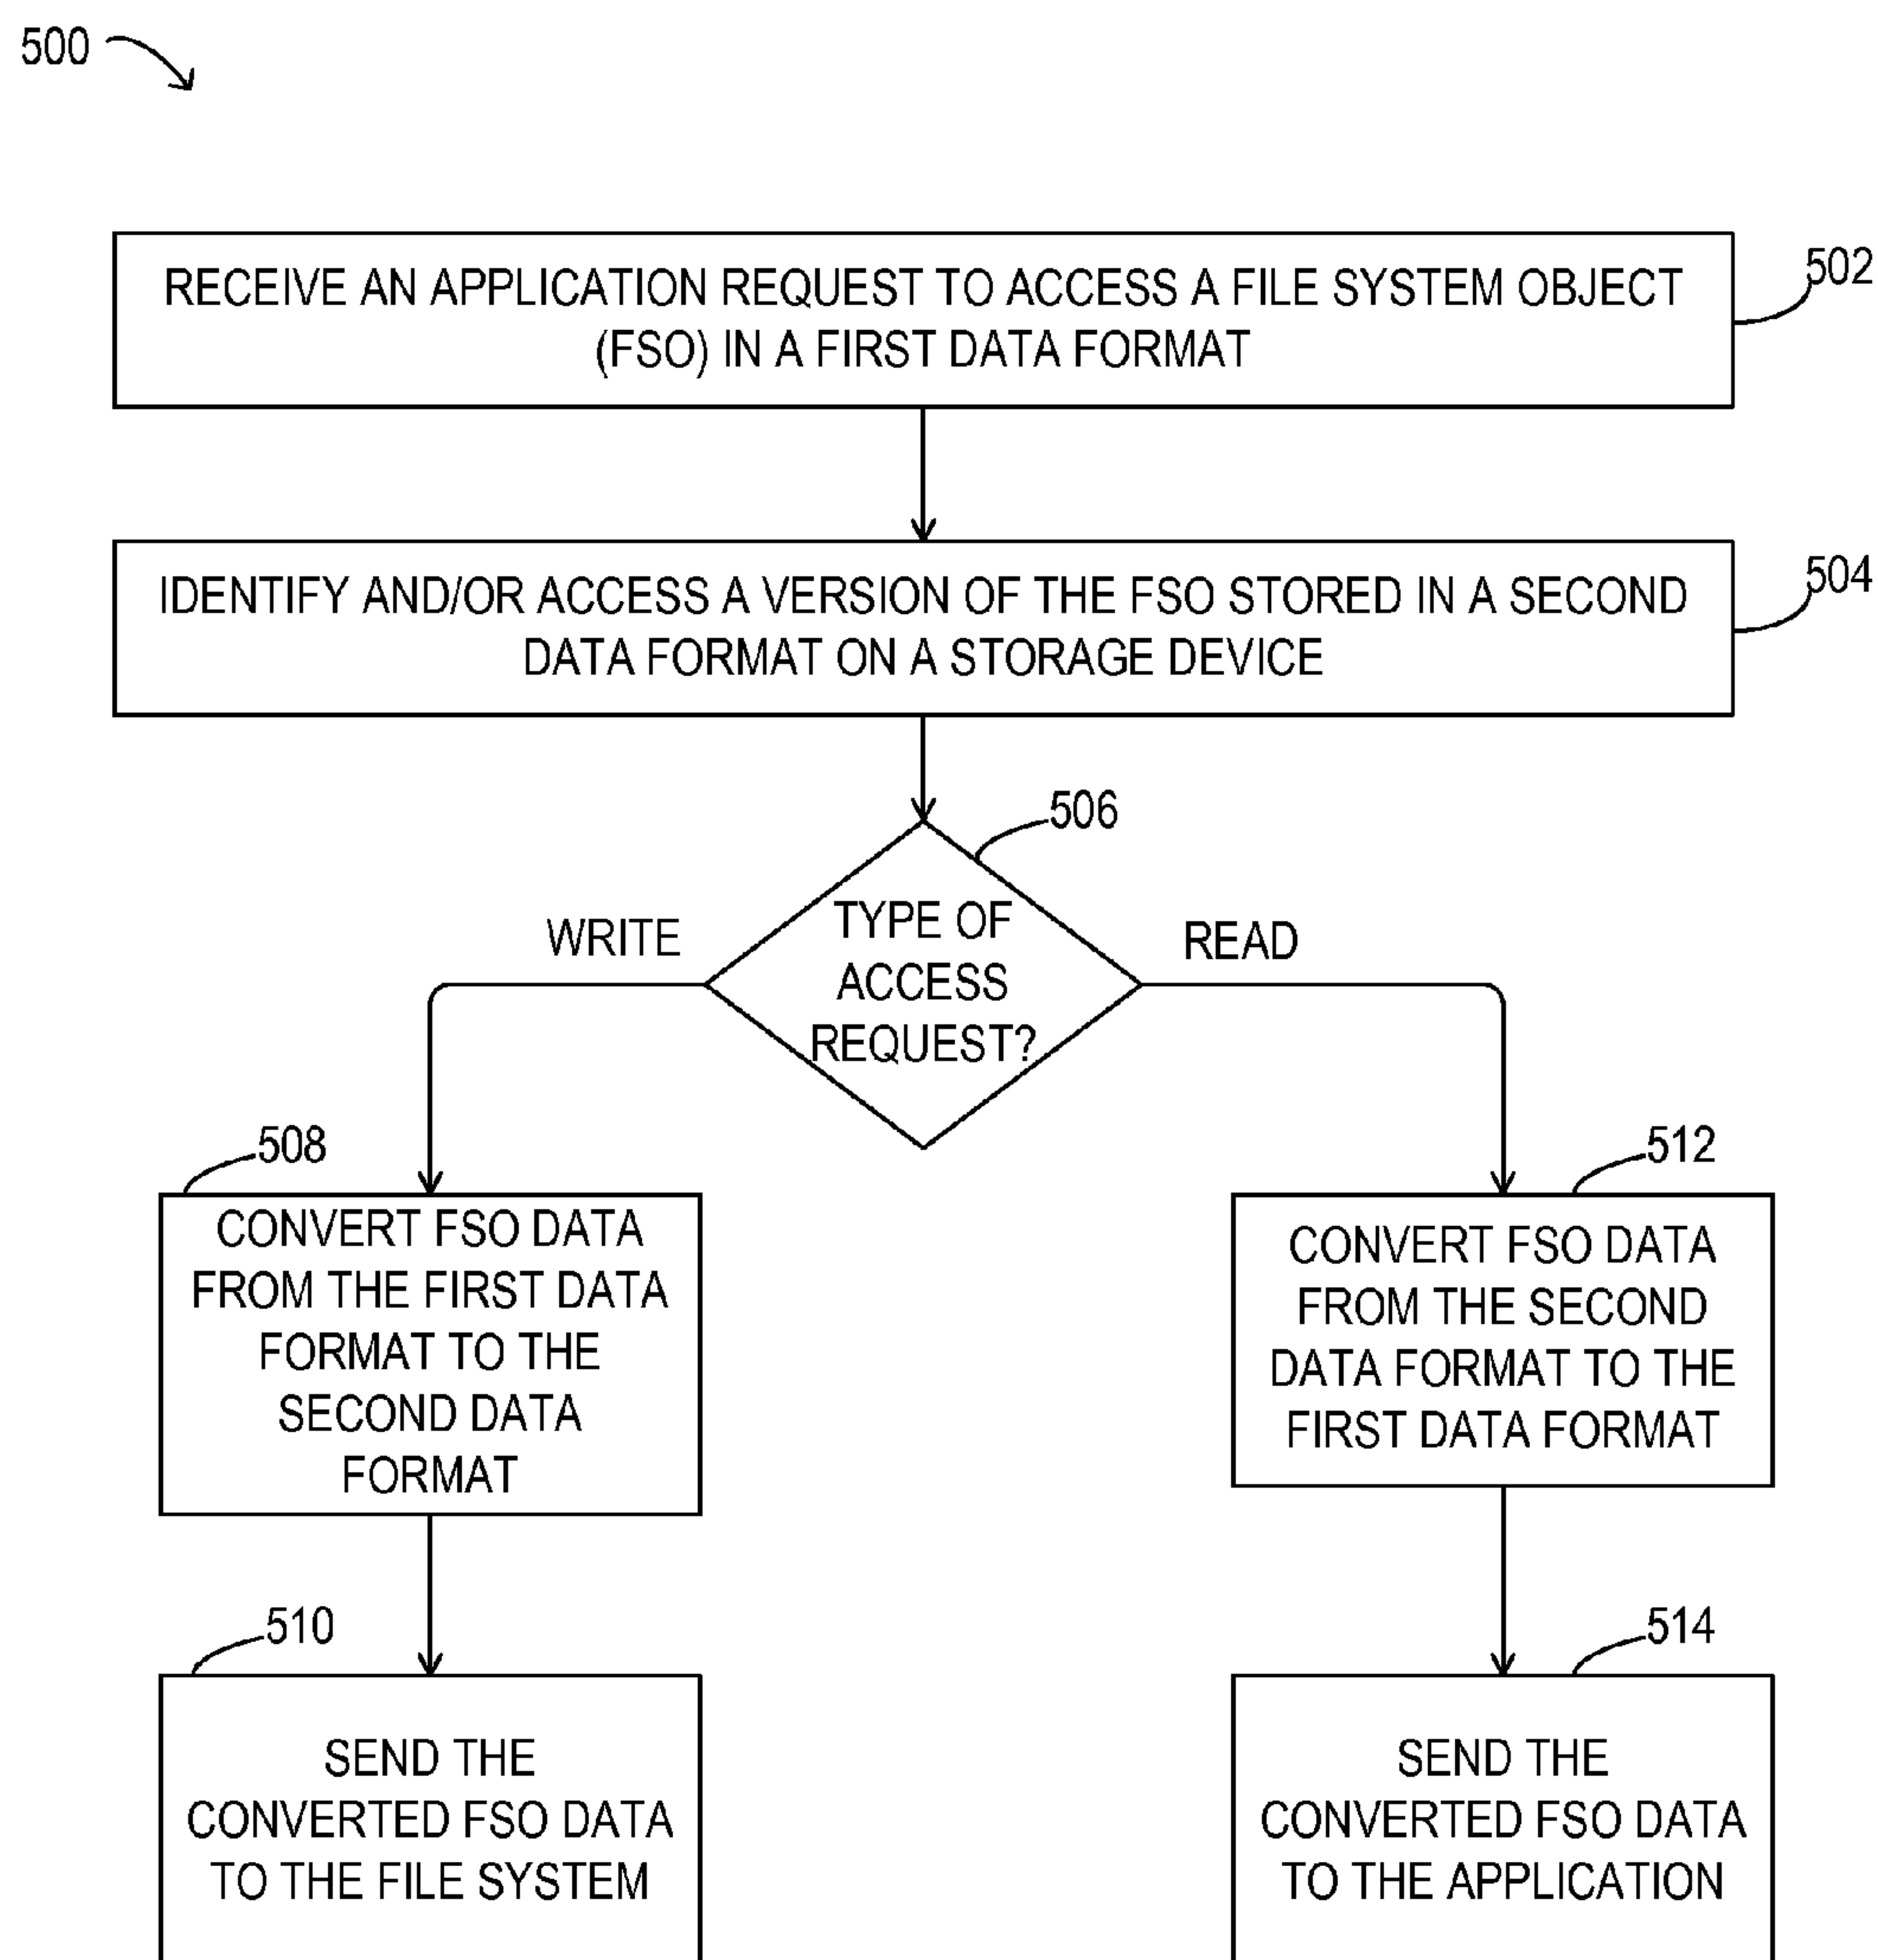 500
RECEIVE AN APPLICATION REQUEST TO ACCESS A FILE SYSTEM OBJECT
(FSO) IN A FIRST DATA FORMAT
502
IDENTIFY AND/OR ACCESS A VERSION OF THE FSO STORED IN A SECOND
DATA FORMAT ON A STORAGE DEVICE
504
506
TYPE OF
ACCESS
REQUEST?
WRITE
READ
508
CONVERT FSO DATA
FROM THE FIRST DATA
FORMAT TO THE
SECOND DATA
FORMAT
512
CONVERT FSO DATA
FROM THE SECOND
DATA FORMAT TO THE
FIRST DATA FORMAT
510
SEND THE
CONVERTED FSO DATA
TO THE FILE SYSTEM
514
SEND THE
CONVERTED FSO DATA
TO THE APPLICATION